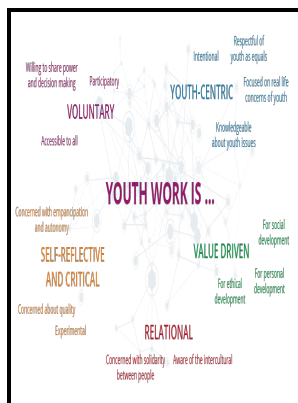 Respectful of
youth as equals
Intentional
Willing to share power
and decision making
Participatory
YOUTH-CENTRIC
Focused on real life
concerns of youth
VOLUNTARY
Knowledgeable
about youth issues
Accessible to all
YOUTH WORK IS ...
Concerned with empancipation
and autonomy
For social
development
SELF-REFLECTIVE
AND CRITICAL
VALUE DRIVEN
For personal
development
For ethical
development
Concerned about quality
Experimental
RELATIONAL
Concerned with solidarity
between people
Aware of the intercultural